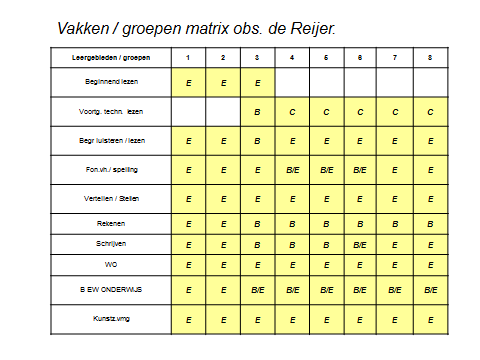 Vakken / groepen matrix obs. de Reijer.
Leergebieden / groepen 1 2 3 4 5 6 7 8
Beginnend lezen E E E
Voortg. techn. lezen B C C C C C
Begr luisteren / lezen E E B E E E E E
Fon.vh./ spelling E E E B/E B/E B/E E E
Vertellen / Stellen E E E E E E E E
Rekenen E E B B B B B B
Schrijven E E B B B B/E E E
WO E E E E E E E E
B EW ONDERWIJS E E B/E B/E B/E B/E B/E B/E
Kunstz.vmg E E E E E E E E